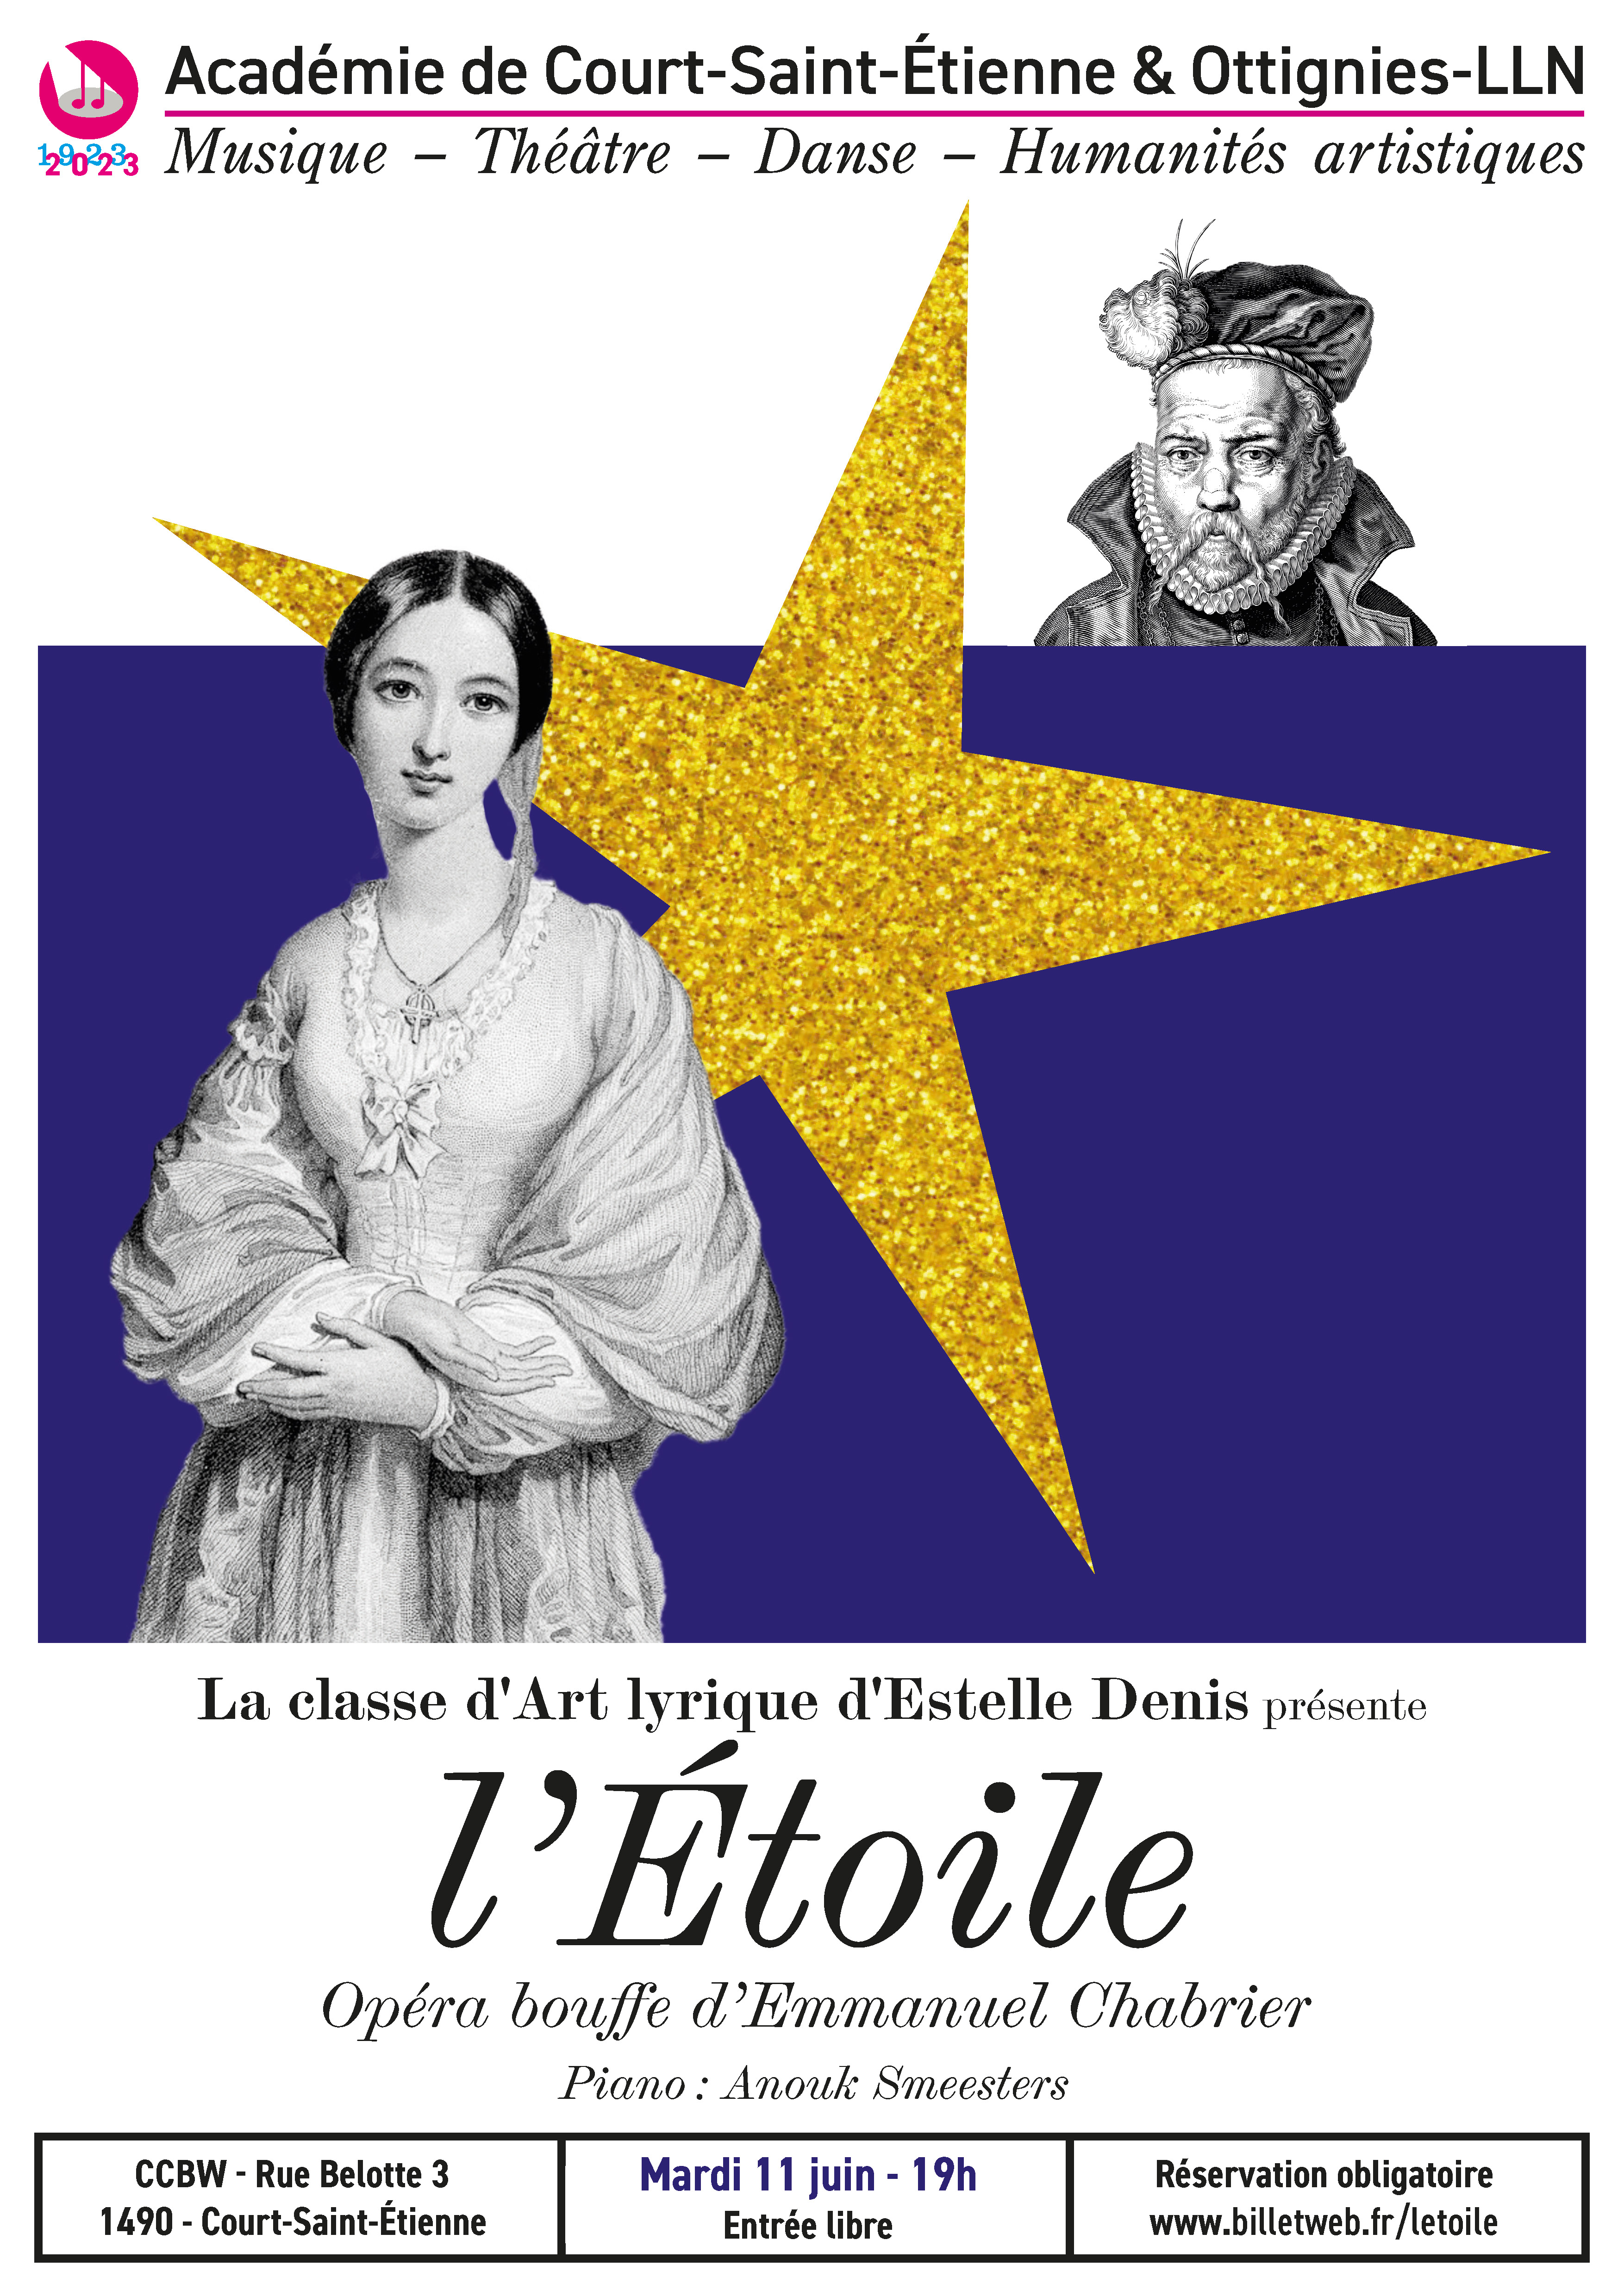 Académie de Court-Saint-Étienne & Ottignies-LLN
1923
2023
Musique – Théâtre – Danse – Humanités artistiques
La classe d'Art lyrique d'Estelle Denis présente
l’Étoile
Opéra bouffe d’Emmanuel Chabrier
Piano : Anouk Smeesters
CCBW - Rue Belotte 3
1490 - Court-Saint-Étienne
Mardi 11 juin - 19h
Entrée libre
Réservation obligatoire
www.billetweb.fr/letoile